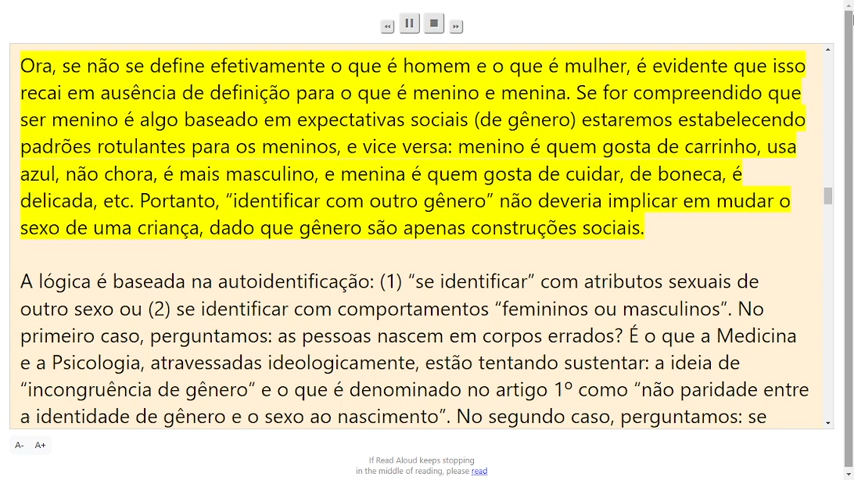 Ora, se não se define efetivamente o que é homem e o que é mulher, é evidente que isso
recai em ausência de definição para o que é menino e menina. Se for compreendido que
ser menino é algo baseado em expectativas sociais (de gênero) estaremos estabelecendo
padrões rotulantes para os meninos, e vice versa: menino é quem gosta de carrinho, usa
azul, não chora, é mais masculino, e menina é quem gosta de cuidar, de boneca, é
delicada, etc. Portanto, “identificar com outro gênero” não deveria implicar em mudar o
sexo de uma criança, dado que gênero são apenas construções sociais.
A lógica é baseada na autoidentificação: (1) “se identificar” com atributos sexuais de
outro sexo ou (2) se identificar com comportamentos “femininos ou masculinos”. No
primeiro caso, perguntamos: as pessoas nascem em corpos errados? É o que a Medicina
e a Psicologia, atravessadas ideologicamente, estão tentando sustentar: a ideia de
“incongruência de gênero” e o que é denominado no artigo 1º como “não paridade entre
a identidade de gênero e o sexo ao nascimento”. No segundo caso, perguntamos: se
A- A+
If Read Aloud keeps stopping
in the middle of reading, please read